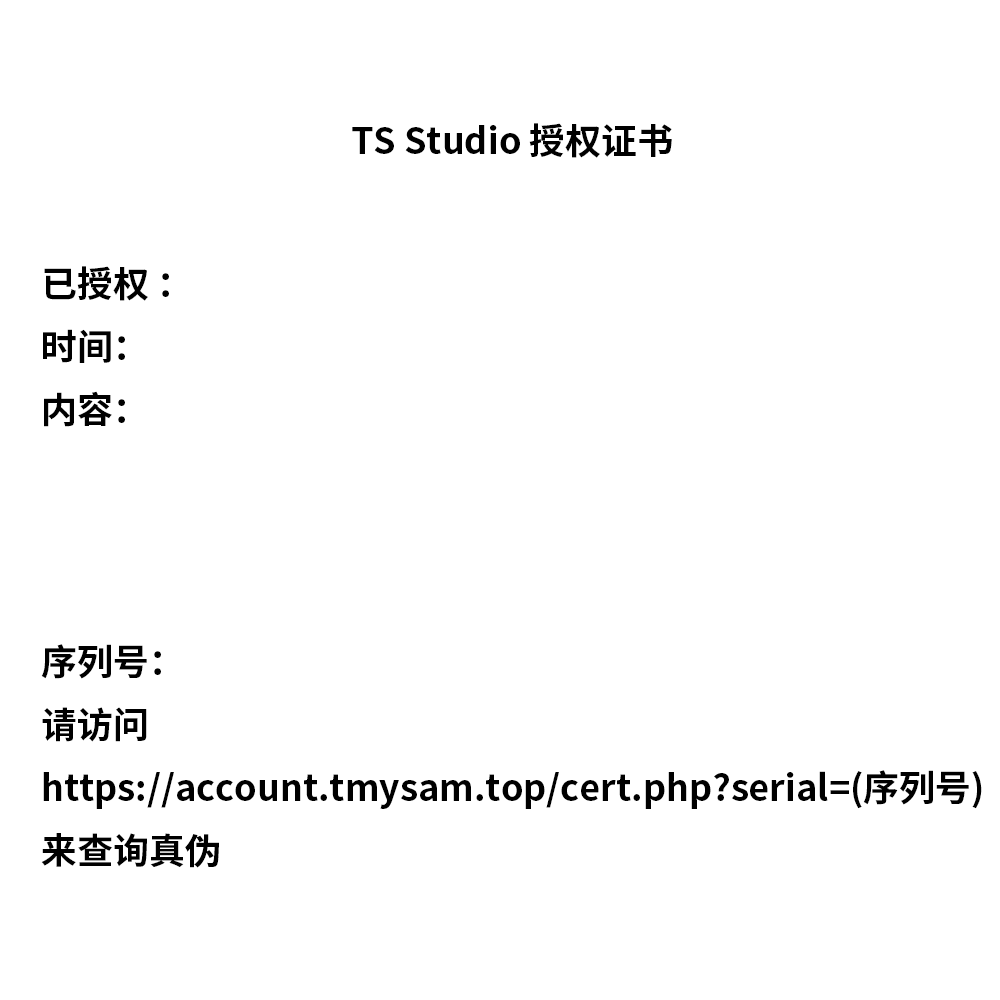 TS Studio 授权证书
已授权 ：
时间：
内容：
序列号：
请访问
https://account.tmysam.top/cert.php?serial=(序列号)
来查询真伪